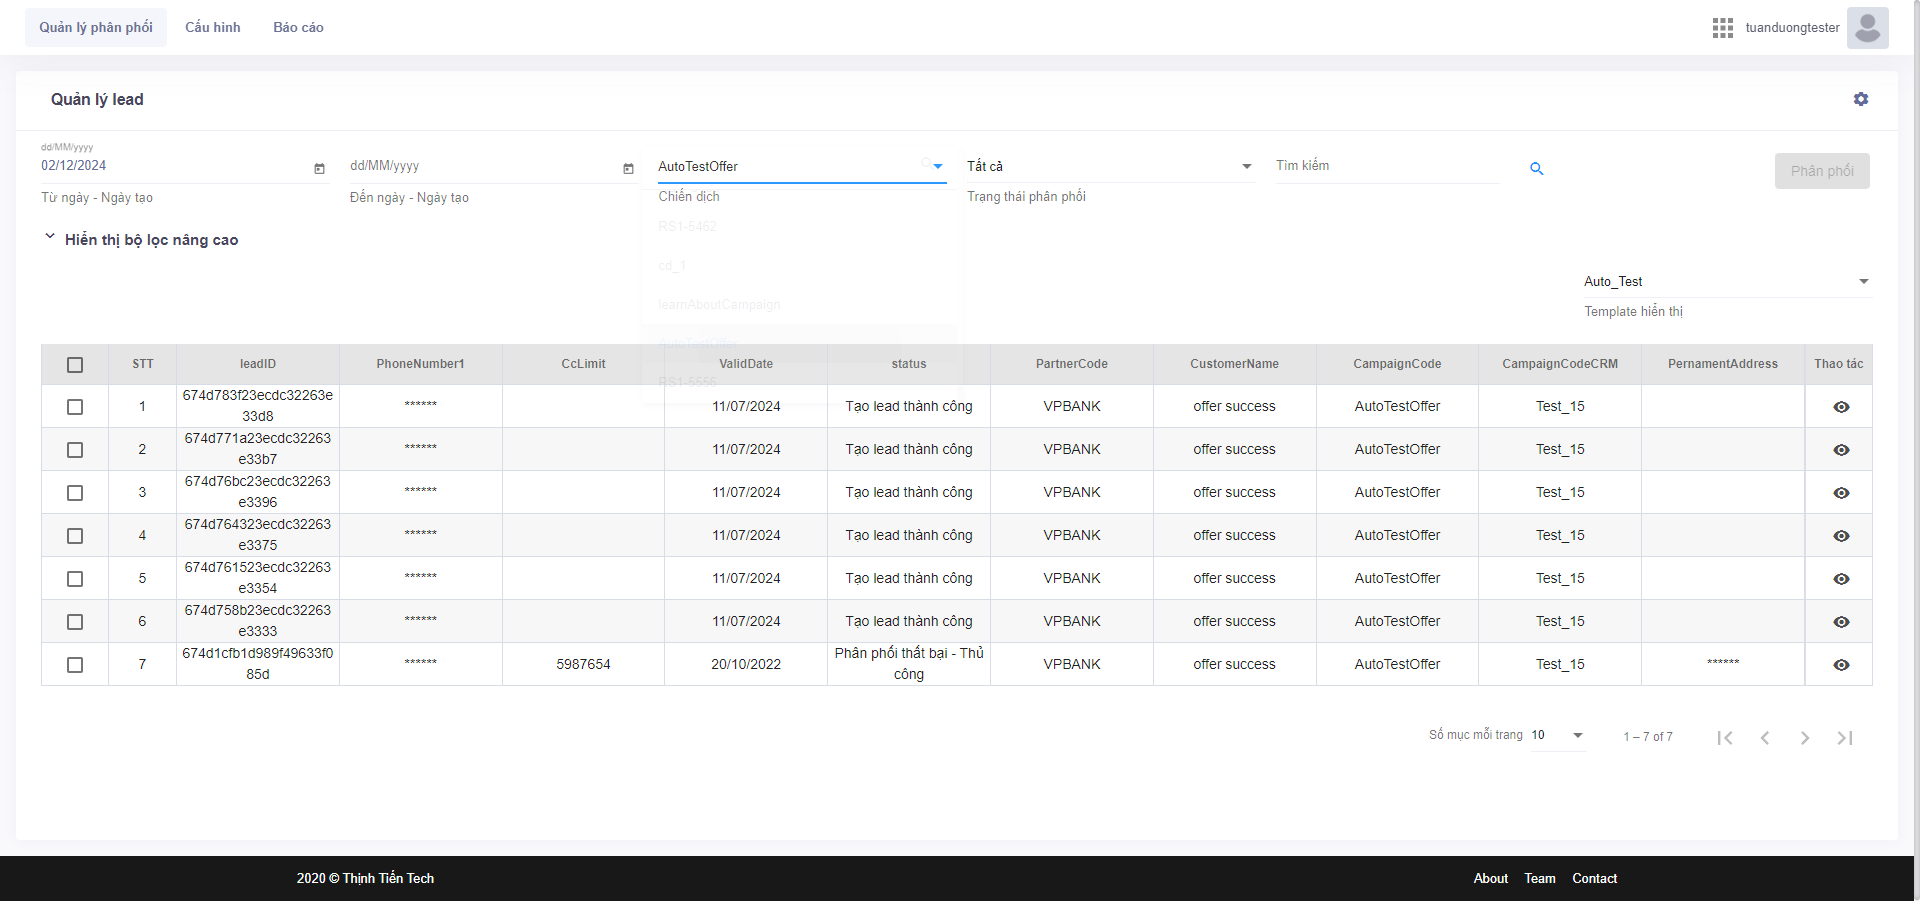 Quản lý phân phối Cấu hình Báo cáo tuanduongtester
Quản lý lead
dd/MM/yyyy
02/12/2024 dd/MM/yyyy AutoTestOffer Tất cả Tìm kiếm Phân phối
Từ ngày - Ngày tạo Đến ngày - Ngày tạo Chiến dịch Trạng thái phân phối
RS1-5462
Hiển thị bộ lọc nâng cao
cd_1
Auto_Test
learnAboutCampaign
Template hiển thị
AutoTestOffer
STT leadID PhoneNumber1 CcLimit ValidDate status PartnerCode CustomerName CampaignCode CampaignCodeCRM PernamentAddress Thao tác
RS1-5556
1 674d783f23ecdc32263e33d8 ****** 11/07/2024 Tạo lead thành công VPBANK offer success AutoTestOffer Test_15
2 674d771a23ecdc32263e33b7 ****** 11/07/2024 Tạo lead thành công VPBANK offer success AutoTestOffer Test_15
3 674d76bc23ecdc32263e3396 ****** 11/07/2024 Tạo lead thành công VPBANK offer success AutoTestOffer Test_15
4 674d764323ecdc32263e3375 ****** 11/07/2024 Tạo lead thành công VPBANK offer success AutoTestOffer Test_15
5 674d761523ecdc32263e3354 ****** 11/07/2024 Tạo lead thành công VPBANK offer success AutoTestOffer Test_15
6 674d758b23ecdc32263e3333 ****** 11/07/2024 Tạo lead thành công VPBANK offer success AutoTestOffer Test_15
7 674d1cfb1d989f49633f085d ****** 5987654 20/10/2022 Phân phối thất bại - Thủ công VPBANK offer success AutoTestOffer Test_15 ******
Số mục mỗi trang 10 1 – 7 of 7
2020 © Thịnh Tiến Tech About Team Contact